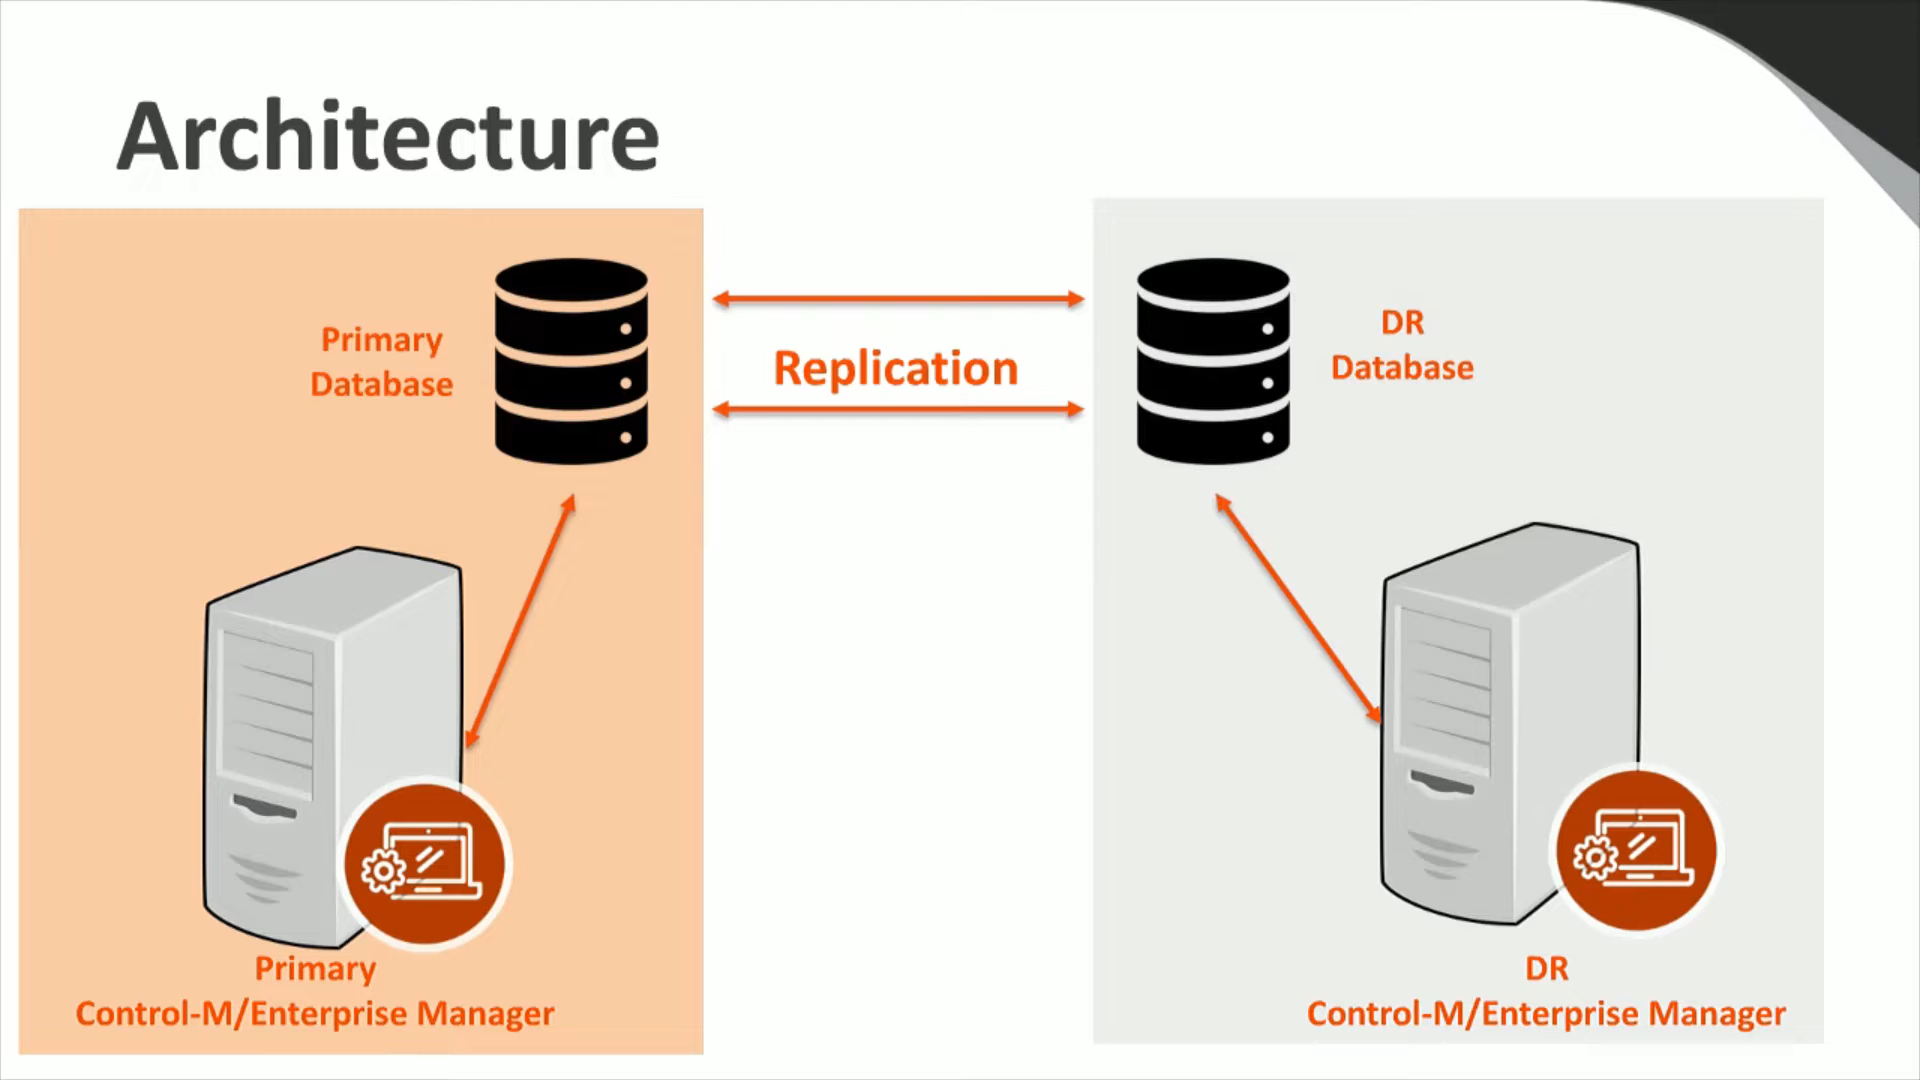 Architecture
Primary
Database
Replication
DR
Database
Primary
Control-M/Enterprise Manager
DR
Control-M/Enterprise Manager